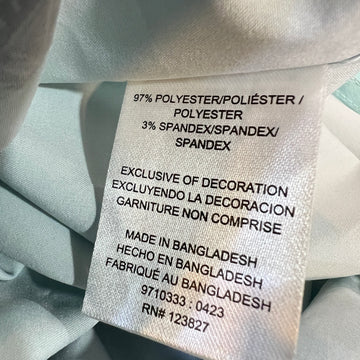 97% POLYESTER/POLIÉSTER /
POLYESTER
3% SPANDEX/SPANDEX/
SPANDEX
EXCLUSIVE OF DECORATION
EXCLUYENDO LA DECORACION
GARNITURE NON COMPRISE
MADE IN BANGLADESH
HECHO EN BANGLADESH
FABRIQUÉ AU BANGLADESH
9710333 : 0423
RN# 123827